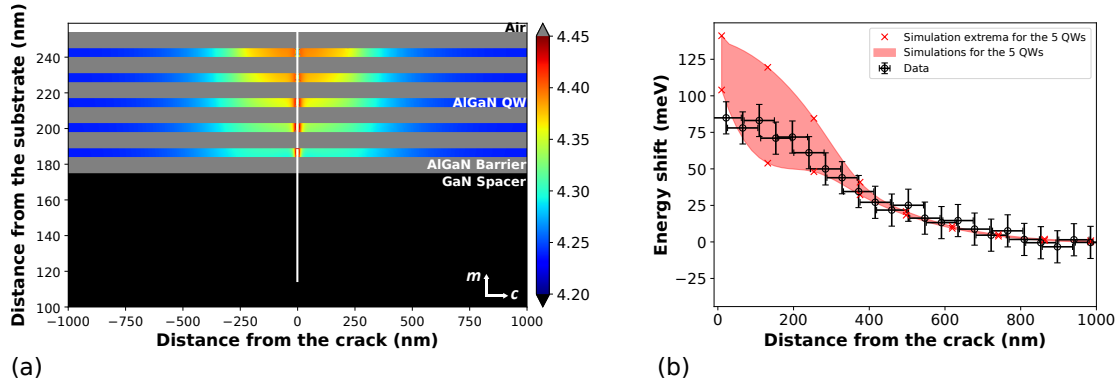 Air
AlGaN QW
AlGaN Barrier
GaN Spacer
m
c
Distance from the substrate (nm)
240
220
200
180
160
140
120
100
−1000
−750
−500
−250
0
250
500
750
1000
Distance from the crack (nm)
4.45
4.40
4.35
4.30
4.25
4.20
(a)
Simulation extrema for the 5 QWs
Simulations for the 5 QWs
Data
Energy shift (meV)
125
100
75
50
25
0
−25
0
200
400
600
800
1000
Distance from the crack (nm)
(b)